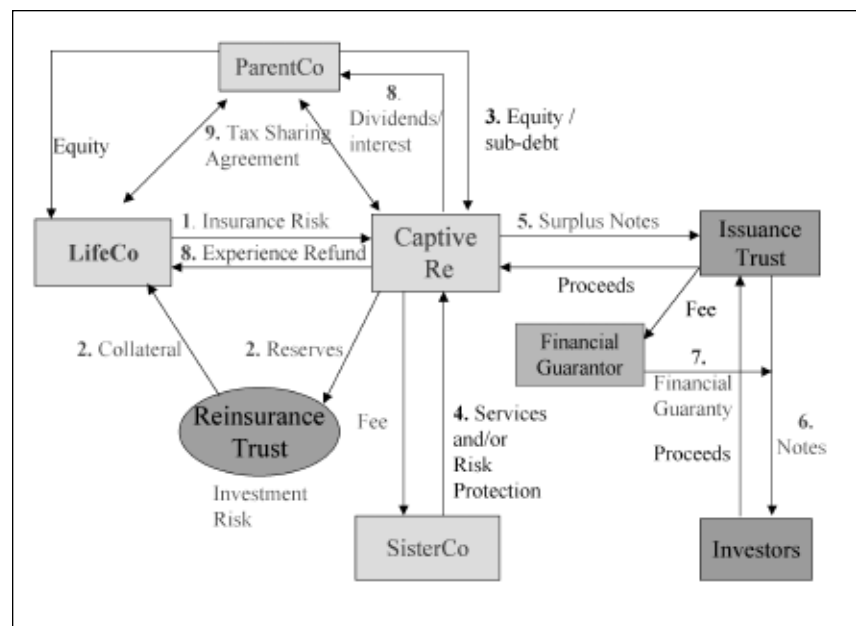 ParentCo
8.
Dividends/
interest
3. Equity /
sub-debt
9. Tax Sharing
Agreement
Equity
1. Insurance Risk
LifeCo
8. Experience Refund
Captive
Re
5. Surplus Notes
Issuance
Trust
Proceeds
Fee
2. Collateral
2. Reserves
Financial
Guarantor
7.
Financial
Guaranty
Reinsurance
Trust
Fee
4. Services
and/or
Risk
Protection
Proceeds
6.
Notes
Investment
Risk
SisterCo
Investors